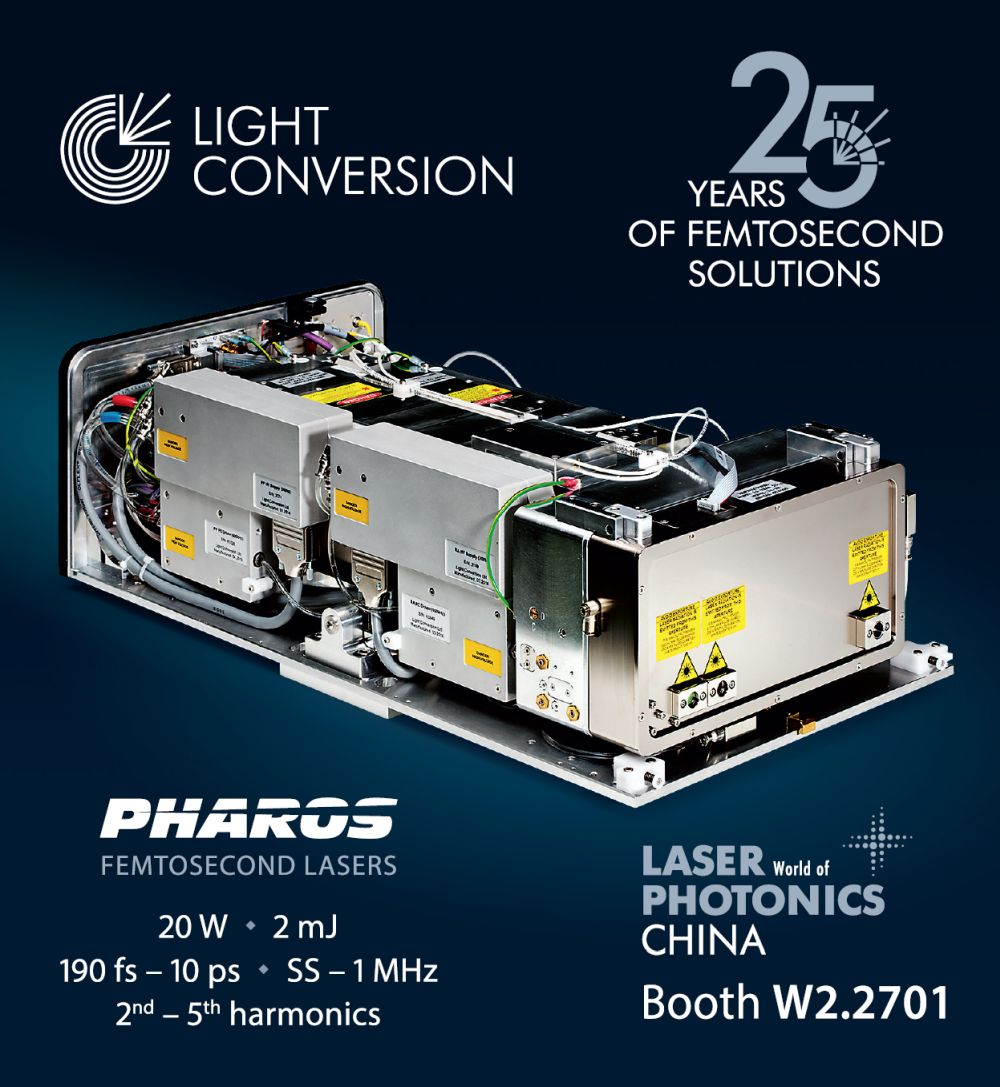 LIGHT
CONVERSION
25
YEARS
OF FEMTOSECOND
SOLUTIONS
PHAROS
FEMTOSECOND LASERS
20 W ◆ 2 mJ
190 fs – 10 ps ◆ SS – 1 MHz
2nd – 5th harmonics
LASER World of
PHOTONICS
CHINA
Booth W2.2701